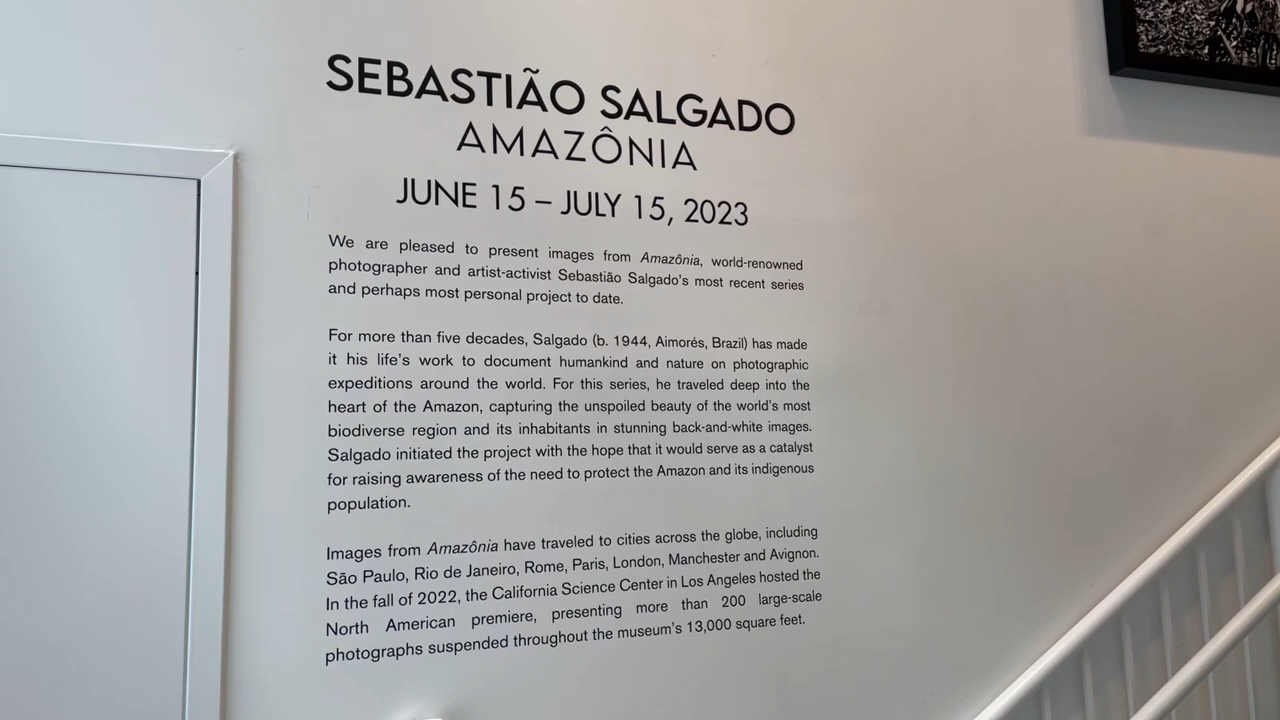 SEBASTIÃO SALGADO
AMAZÔNIA
JUNE 15 – JULY 15, 2023
We are pleased to present images from Amazônia, world-renowned
photographer and artist-activist Sebastião Salgado's most recent series
and perhaps most personal project to date.
For more than five decades, Salgado (b. 1944, Aimorés, Brazil) has made
it his life's work to document humankind and nature on photographic
expeditions around the world. For this series, he traveled deep into the
heart of the Amazon, capturing the unspoiled beauty of the world's most
biodiverse region and its inhabitants in stunning back-and-white images.
Salgado initiated the project with the hope that it would serve as a catalyst
for raising awareness of the need to protect the Amazon and its indigenous
population.
Images from Amazônia have traveled to cities across the globe, including
São Paulo, Rio de Janeiro, Rome, Paris, London, Manchester and Avignon.
In the fall of 2022, the California Science Center in Los Angeles hosted the
North American premiere, presenting more than 200 large-scale
photographs suspended throughout the museum's 13,000 square feet.